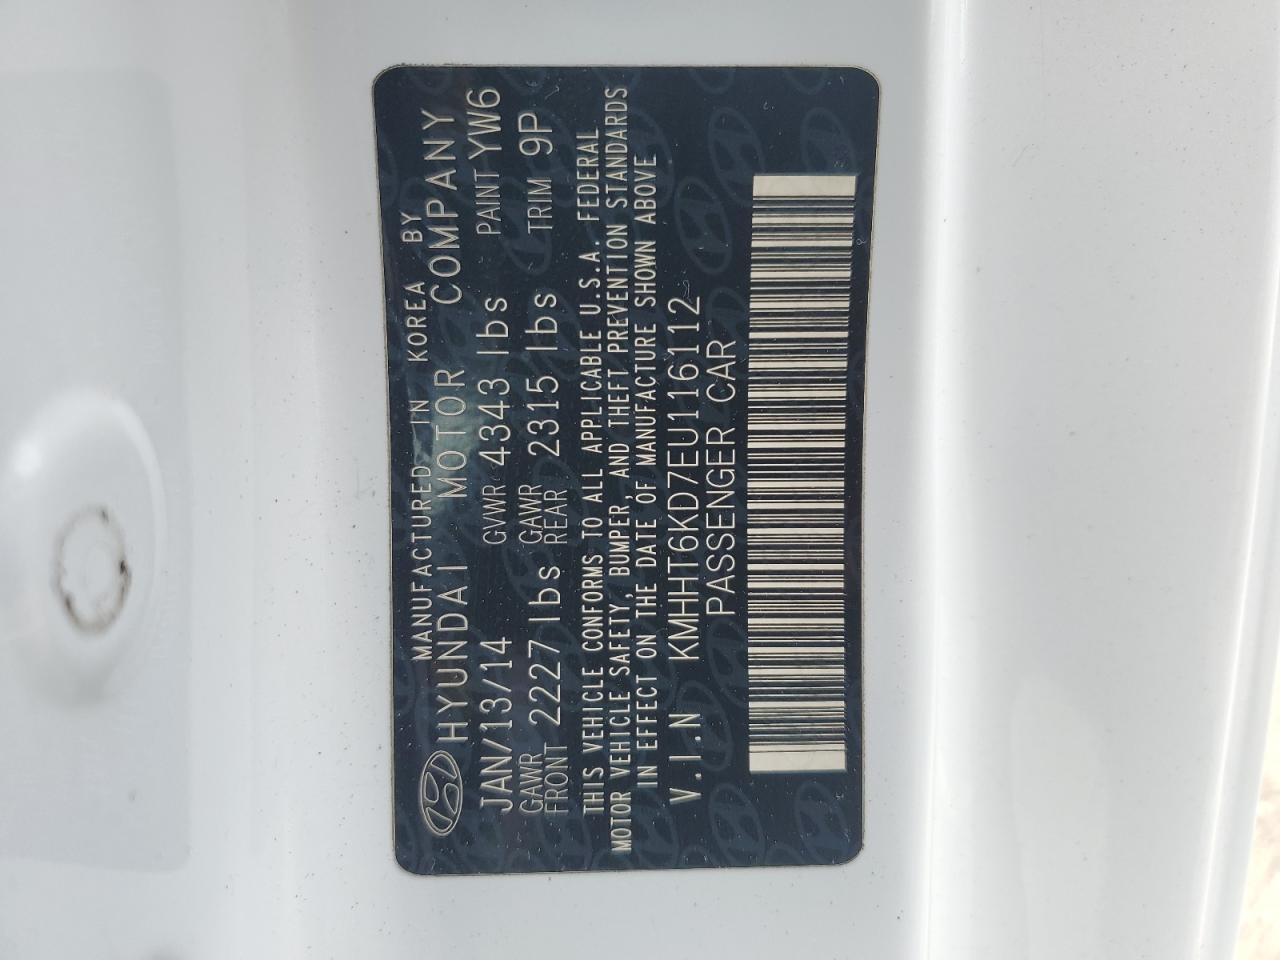 MANUFACTURED IN KOREA BY
HYUNDAI MOTOR COMPANY
JAN/13/14 GVWR 4343 lbs PAINT YW6
GAWR FRONT 2227 lbs GAWR REAR 2315 lbs TRIM 9P
THIS VEHICLE CONFORMS TO ALL APPLICABLE U.S.A. FEDERAL
MOTOR VEHICLE SAFETY, BUMPER, AND THEFT PREVENTION STANDARDS
IN EFFECT ON THE DATE OF MANUFACTURE SHOWN ABOVE
V.I.N KMHHT6KD7EU116112
PASSENGER CAR